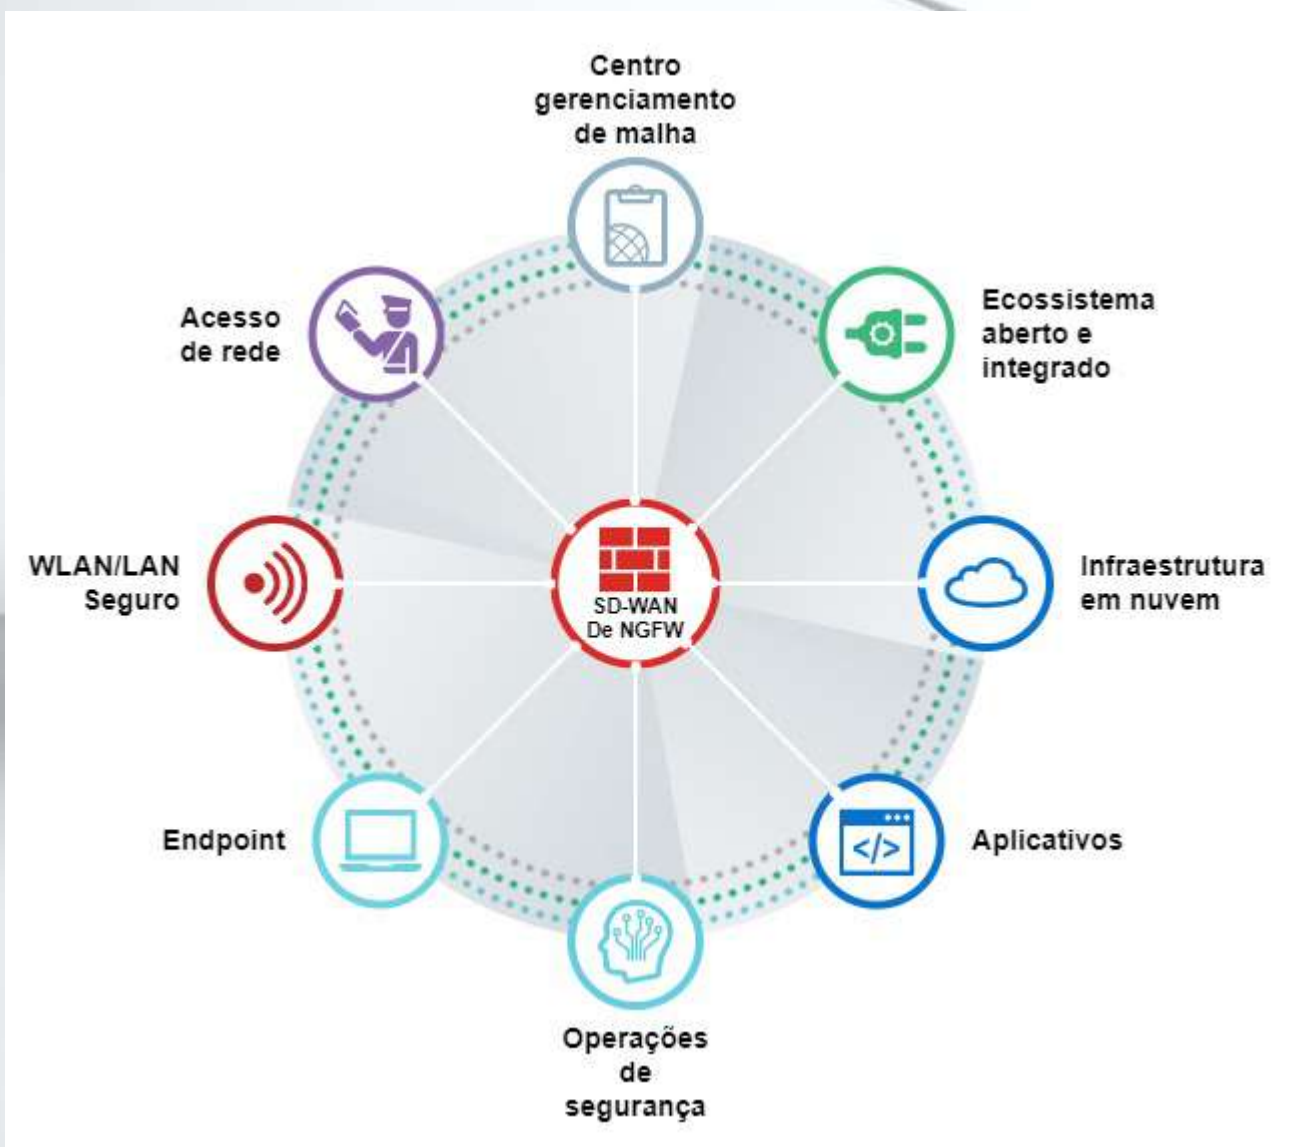 Centro
gerenciamento
de malha
Acesso
de rede
Ecossistema
aberto e
integrado
WLAN/LAN
Seguro
SD-WAN
De NGFW
Infraestrutura
em nuvem
Endpoint
</>
Aplicativos
Operações
de
segurança